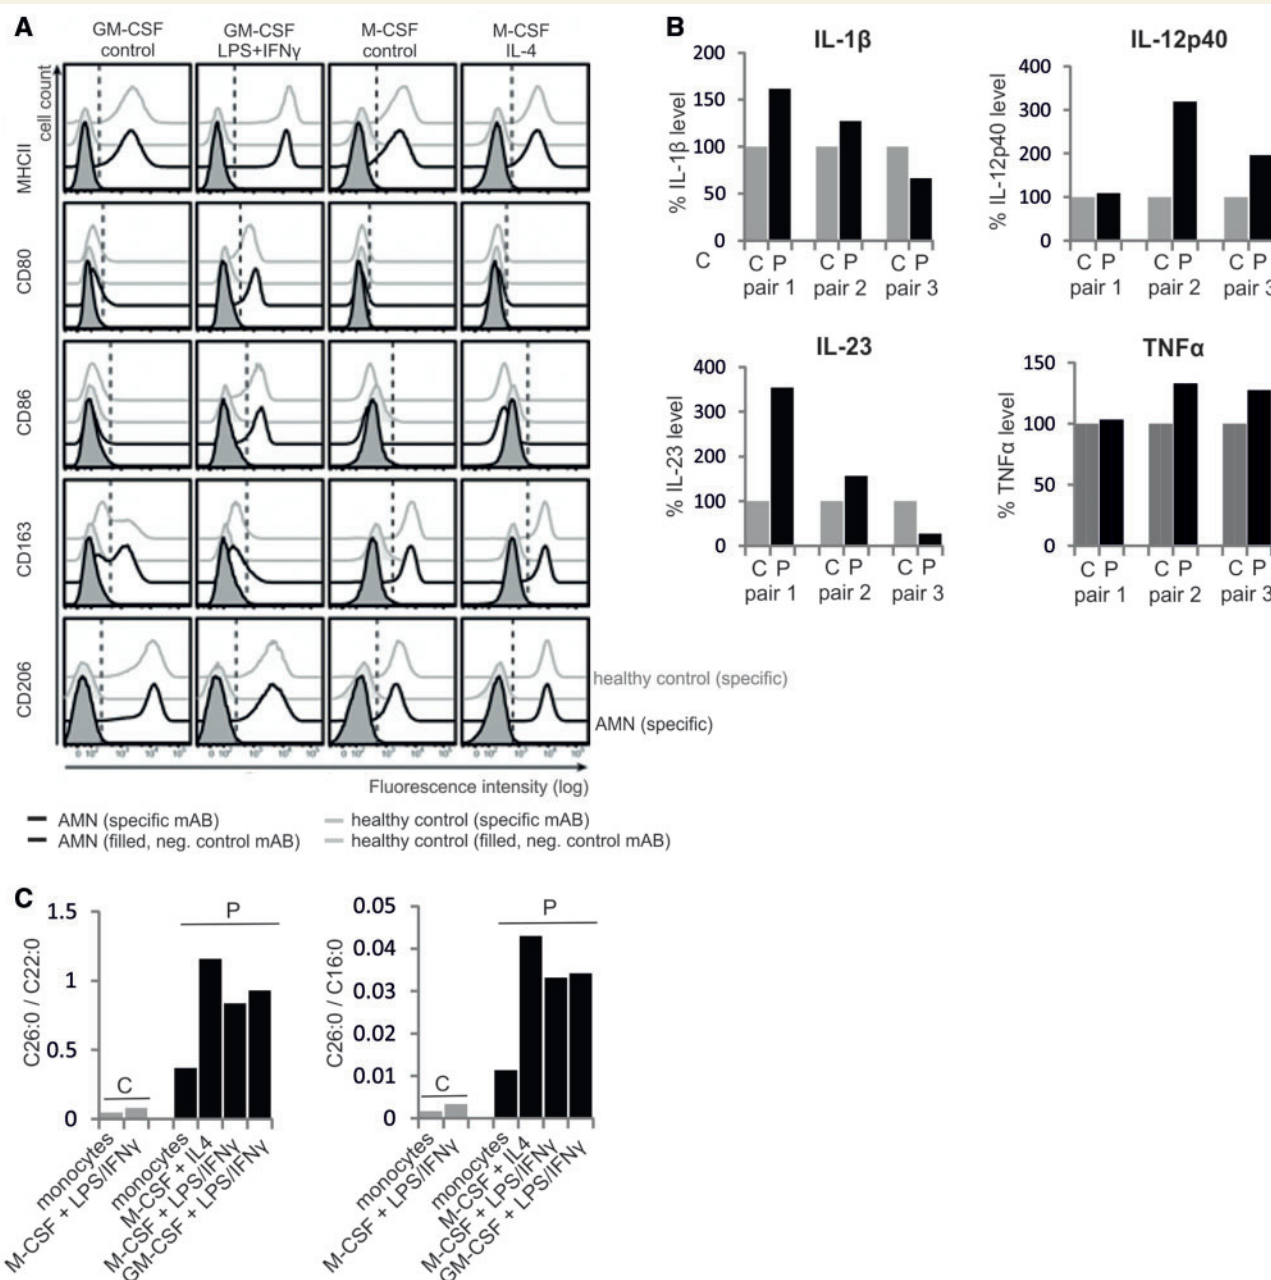 A
GM-CSF control
GM-CSF LPS+IFNγ
M-CSF control
M-CSF IL-4
cell count
MHCII
CD80
CD86
CD163
CD206
healthy control (specific)
AMN (specific)
Fluorescence intensity (log)
AMN (specific mAB)
AMN (filled, neg. control mAB)
healthy control (specific mAB)
healthy control (filled, neg. control mAB)
B
IL-1β
% IL-1β level
200
150
100
50
0
C
C P C P C P
pair 1 pair 2 pair 3
IL-12p40
% IL-12p40 level
400
300
200
100
0
C P C P C P
pair 1 pair 2 pair 3
IL-23
% IL-23 level
400
300
200
100
0
C P C P C P
pair 1 pair 2 pair 3
TNFα
% TNFα level
150
100
50
0
C P C P C P
pair 1 pair 2 pair 3
C
C26:0 / C22:0
1.5
1
0.5
0
C
P
monocytes
M-CSF + LPS/IFNγ
monocytes
M-CSF + IL4
M-CSF + LPS/IFNγ
GM-CSF + LPS/IFNγ
C26:0 / C16:0
0.05
0.04
0.03
0.02
0.01
0
C
P
monocytes
M-CSF + LPS/IFNγ
monocytes
M-CSF + IL4
M-CSF + LPS/IFNγ
GM-CSF + LPS/IFNγ